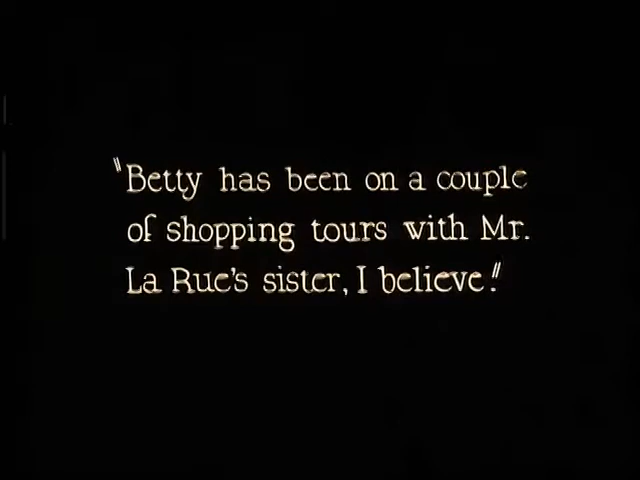 "Betty has been on a couple
of shopping tours with Mr.
La Rue's sister, I believe."